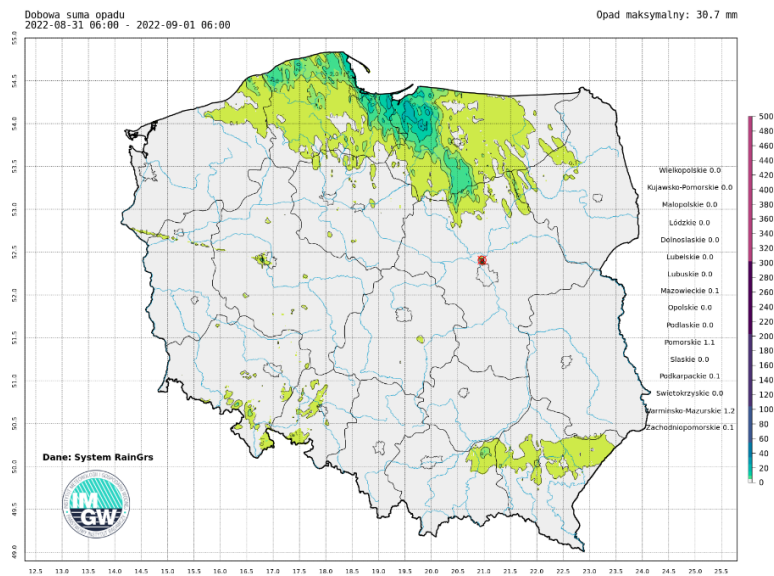 Dobowa suma opadu
2022-08-31 06:00 - 2022-09-01 06:00
Opad maksymalny: 30.7 mm
55.0
54.5
54.0
53.5
53.0
52.5
52.0
51.5
51.0
50.5
50.0
49.5
49.0
Wielkopolskie 0.0
Kujawsko-Pomorskie 0.0
Malopolskie 0.0
Lódzkie 0.0
Dolnoslaskie 0.0
Lubelskie 0.0
Lubuskie 0.0
Mazowieckie 0.1
Opolskie 0.0
Podlaskie 0.0
Pomorskie 1.1
Slaskie 0.0
Podkarpackie 0.1
Swietokrzyskie 0.0
Warminsko-Mazurskie 1.2
Zachodniopomorskie 0.1
500
480
460
440
420
400
380
360
340
320
300
280
260
240
220
200
180
160
140
120
100
80
60
40
20
0
Dane: System RainGrs
IM
GW
12.5 13.0 13.5 14.0 14.5 15.0 15.5 16.0 16.5 17.0 17.5 18.0 18.5 19.0 19.5 20.0 20.5 21.0 21.5 22.0 22.5 23.0 23.5 24.0 24.5 25.0 25.5